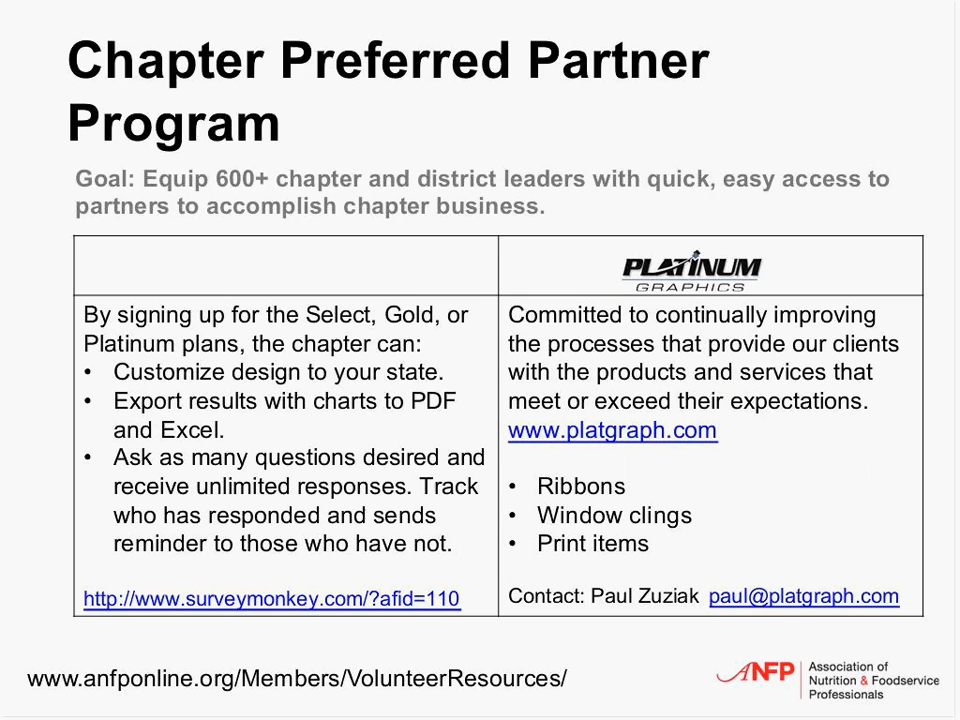 Chapter Preferred Partner
Program
Goal: Equip 600+ chapter and district leaders with quick, easy access to
partners to accomplish chapter business.
PLATINUM
GRAPHICS
By signing up for the Select, Gold, or
Platinum plans, the chapter can:
• Customize design to your state.
• Export results with charts to PDF
and Excel.
• Ask as many questions desired and
receive unlimited responses. Track
who has responded and sends
reminder to those who have not.
http://www.surveymonkey.com/?afid=110
Committed to continually improving
the processes that provide our clients
with the products and services that
meet or exceed their expectations.
www.platgraph.com
• Ribbons
• Window clings
• Print items
Contact: Paul Zuziak paul@platgraph.com
www.anfponline.org/Members/VolunteerResources/
ANFP
Association of
Nutrition & Foodservice
Professionals